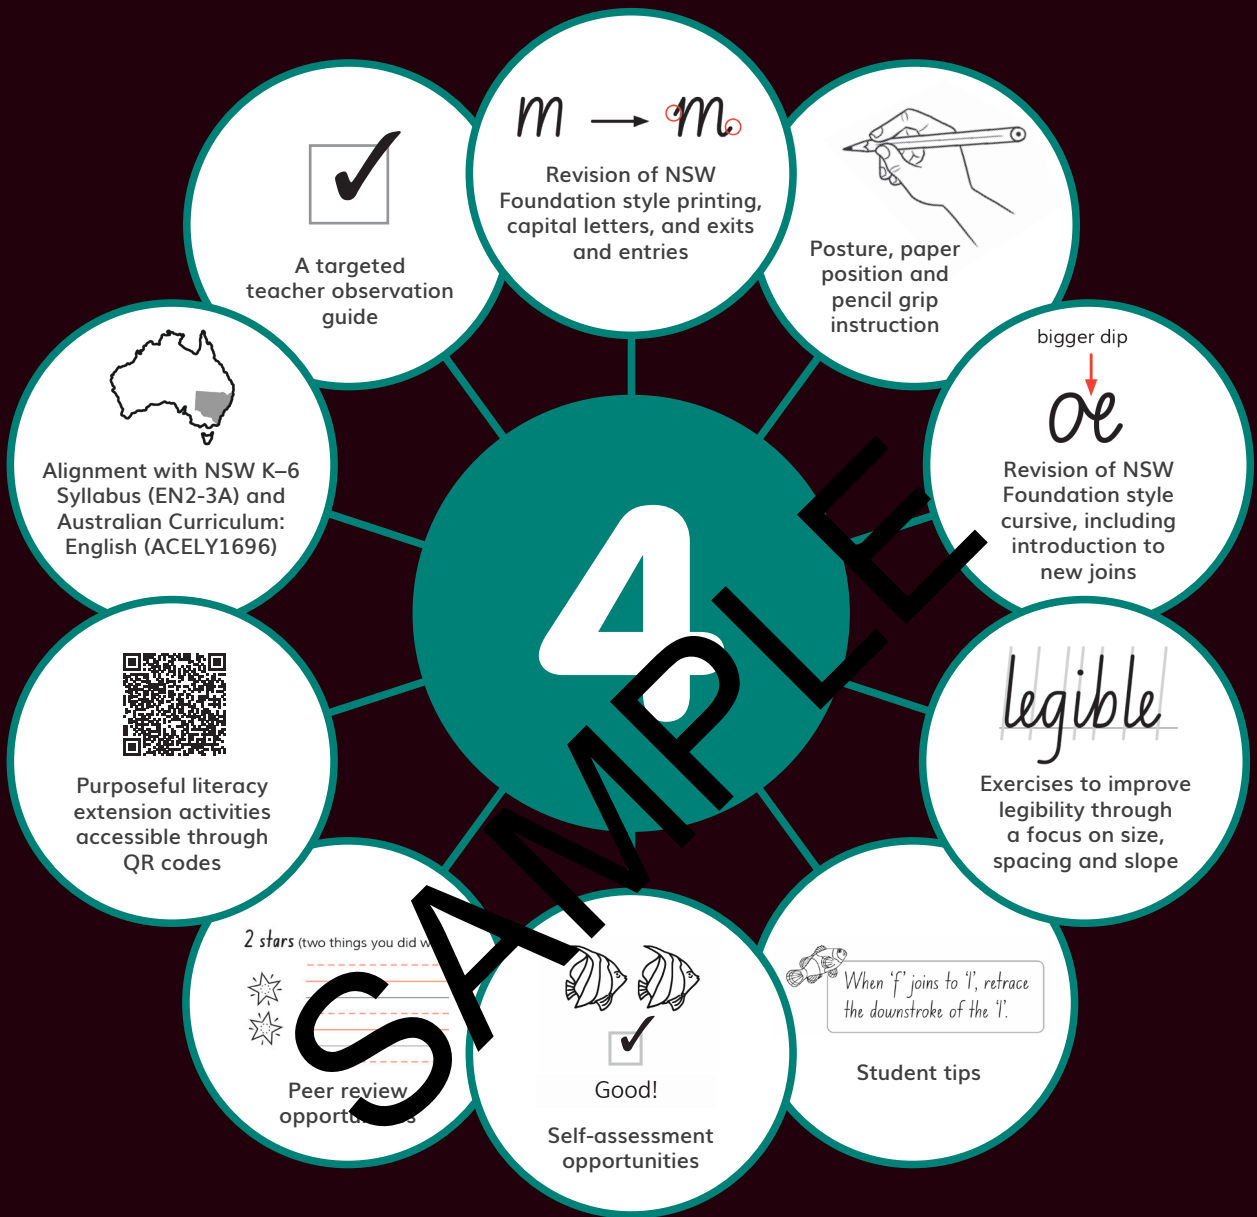 m → m
Revision of NSW
Foundation style printing,
capital letters, and exits
and entries
Posture, paper
position and
pencil grip
instruction
bigger dip
oe
Revision of NSW
Foundation style
cursive, including
introduction to
new joins
legible
Exercises to improve
legibility through
a focus on size,
spacing and slope
When ‘f’ joins to ‘l’, retrace
the downstroke of the ‘l’.
Student tips
Good!
Self-assessment
opportunities
2 stars (two things you did
Peer review
Purposeful literacy
extension activities
accessible through
QR codes
Alignment with NSW K–6
Syllabus (EN2-3A) and
Australian Curriculum:
English (ACELY1696)
A targeted
teacher observation
guide
4
SAMPLE